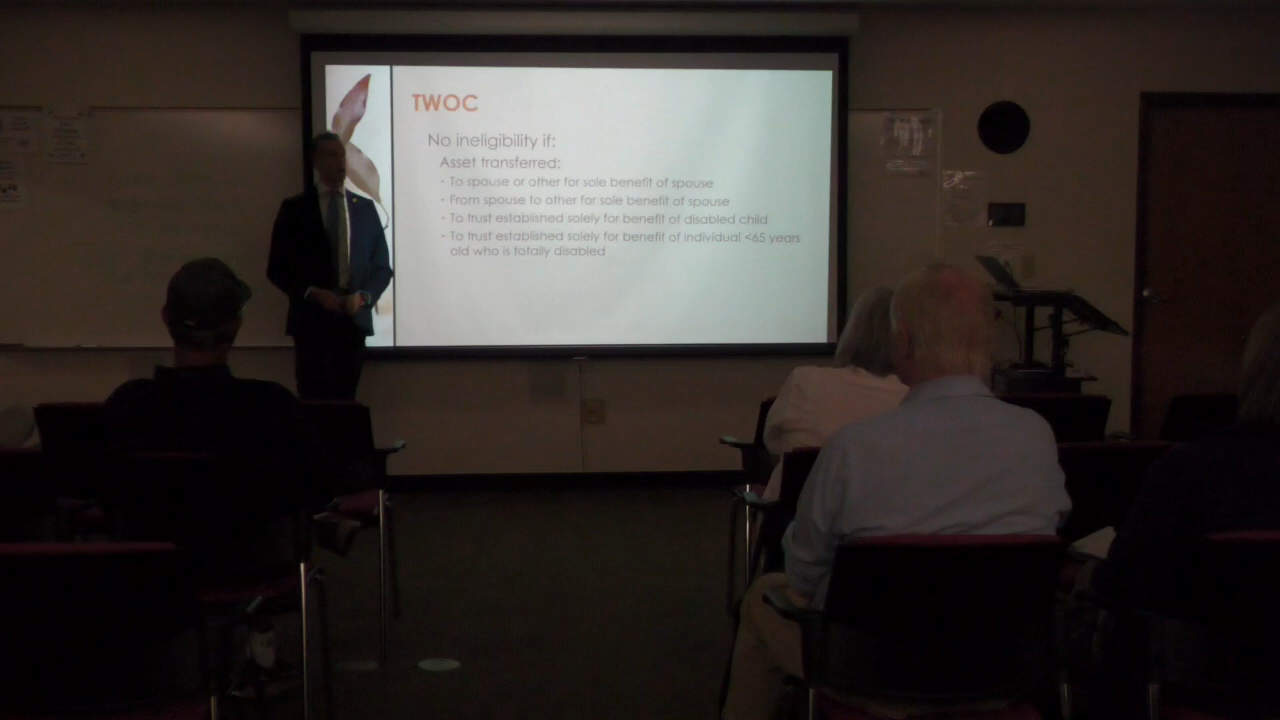 TWOC
No ineligibility if:
Asset transferred:
- To spouse or other for sole benefit of spouse
- From spouse to other for sole benefit of spouse
- To trust established solely for benefit of disabled child
- To trust established solely for benefit of individual <65 years
old who is totally disabled